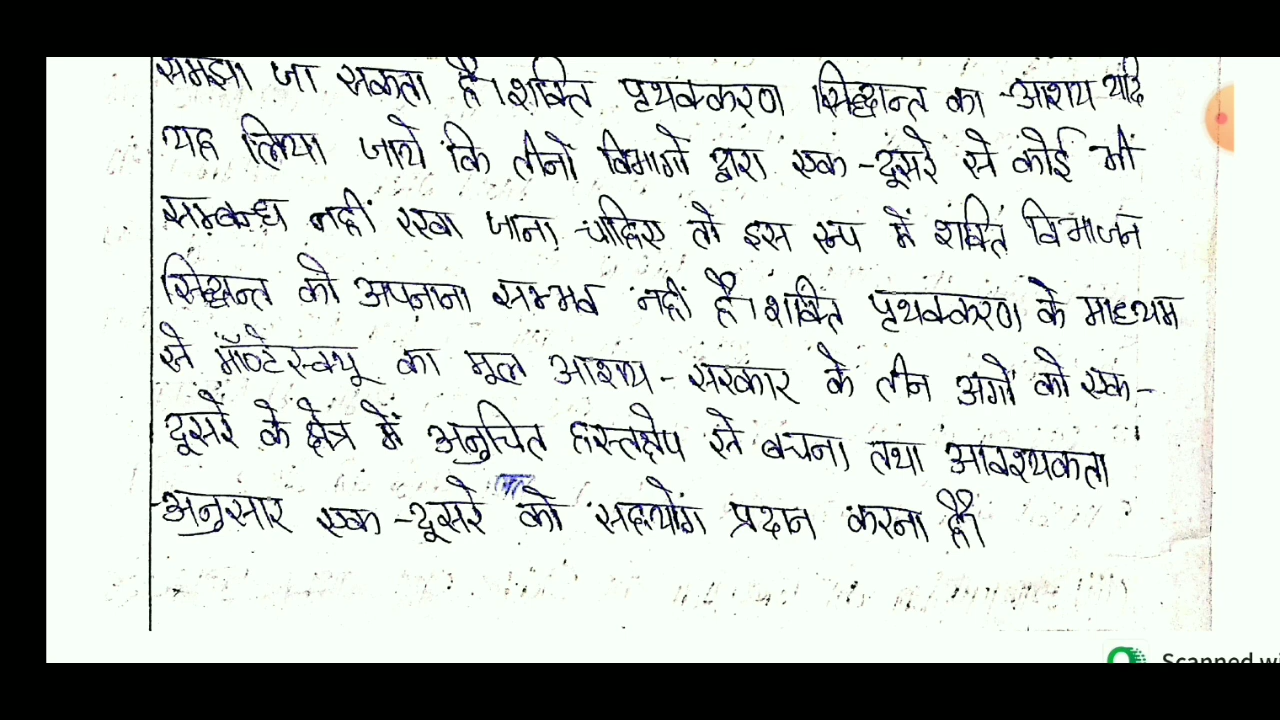 समझा जा सकता है। शक्ति पृथक्करण सिद्धान्त का आशय यदि
यह लिया जाये कि तीनों विभागों द्वारा एक-दूसरे से कोई भी
सम्बन्ध नहीं रखा जाना चाहिए तो इस रूप में शक्ति विभाजन
सिद्धान्त को अपनाना सम्भव नहीं है। शक्ति पृथक्करण के माध्यम
से मॉण्टेस्क्यू का मूल आशय - सरकार के तीन अंगों को एक-
दूसरे के क्षेत्र में अनुचित हस्तक्षेप से बचना तथा आवश्यकता
अनुसार एक-दूसरे को सहयोग प्रदान करना है।
Scanned wi